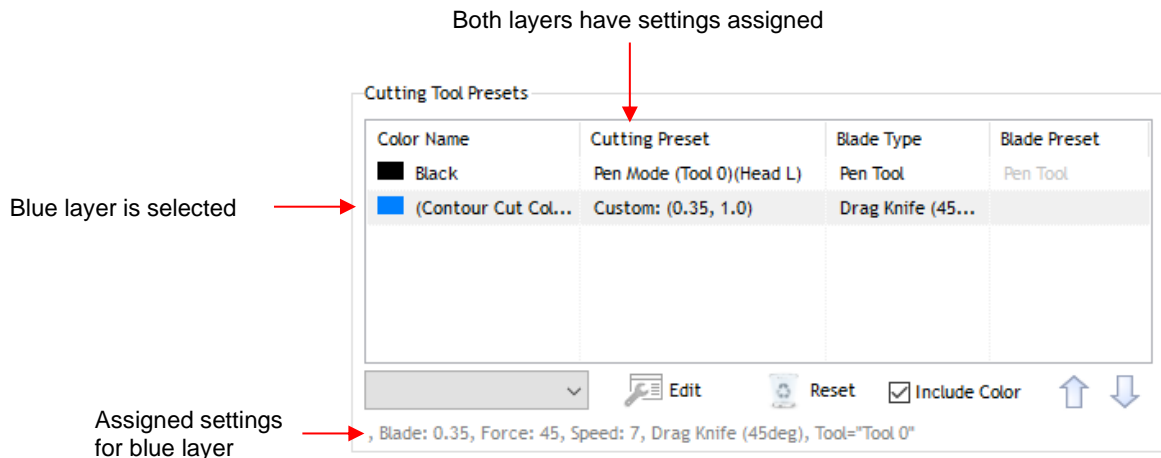 Both layers have settings assigned
Cutting Tool Presets
Color Name Cutting Preset Blade Type Blade Preset
Black Pen Mode (Tool 0)(Head L) Pen Tool Pen Tool
Blue layer is selected
(Contour Cut Col... Custom: (0.35, 1.0) Drag Knife (45...
Edit Reset Include Color
Assigned settings
for blue layer
, Blade: 0.35, Force: 45, Speed: 7, Drag Knife (45deg), Tool="Tool 0"